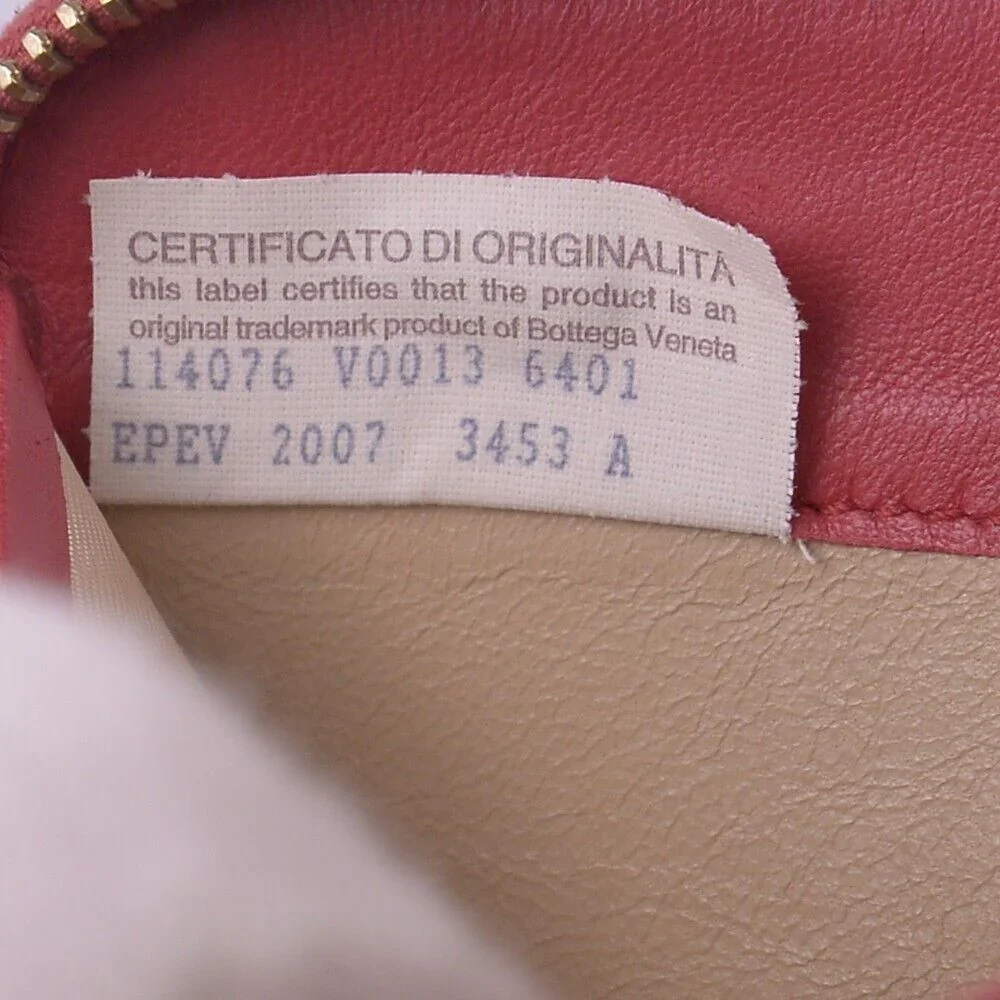 CERTIFICATO DI ORIGINALITÀ
this label certifies that the product is an
original trademark product of Bottega Veneta
114076 V0013 6401
EPEV 2007 3453 A